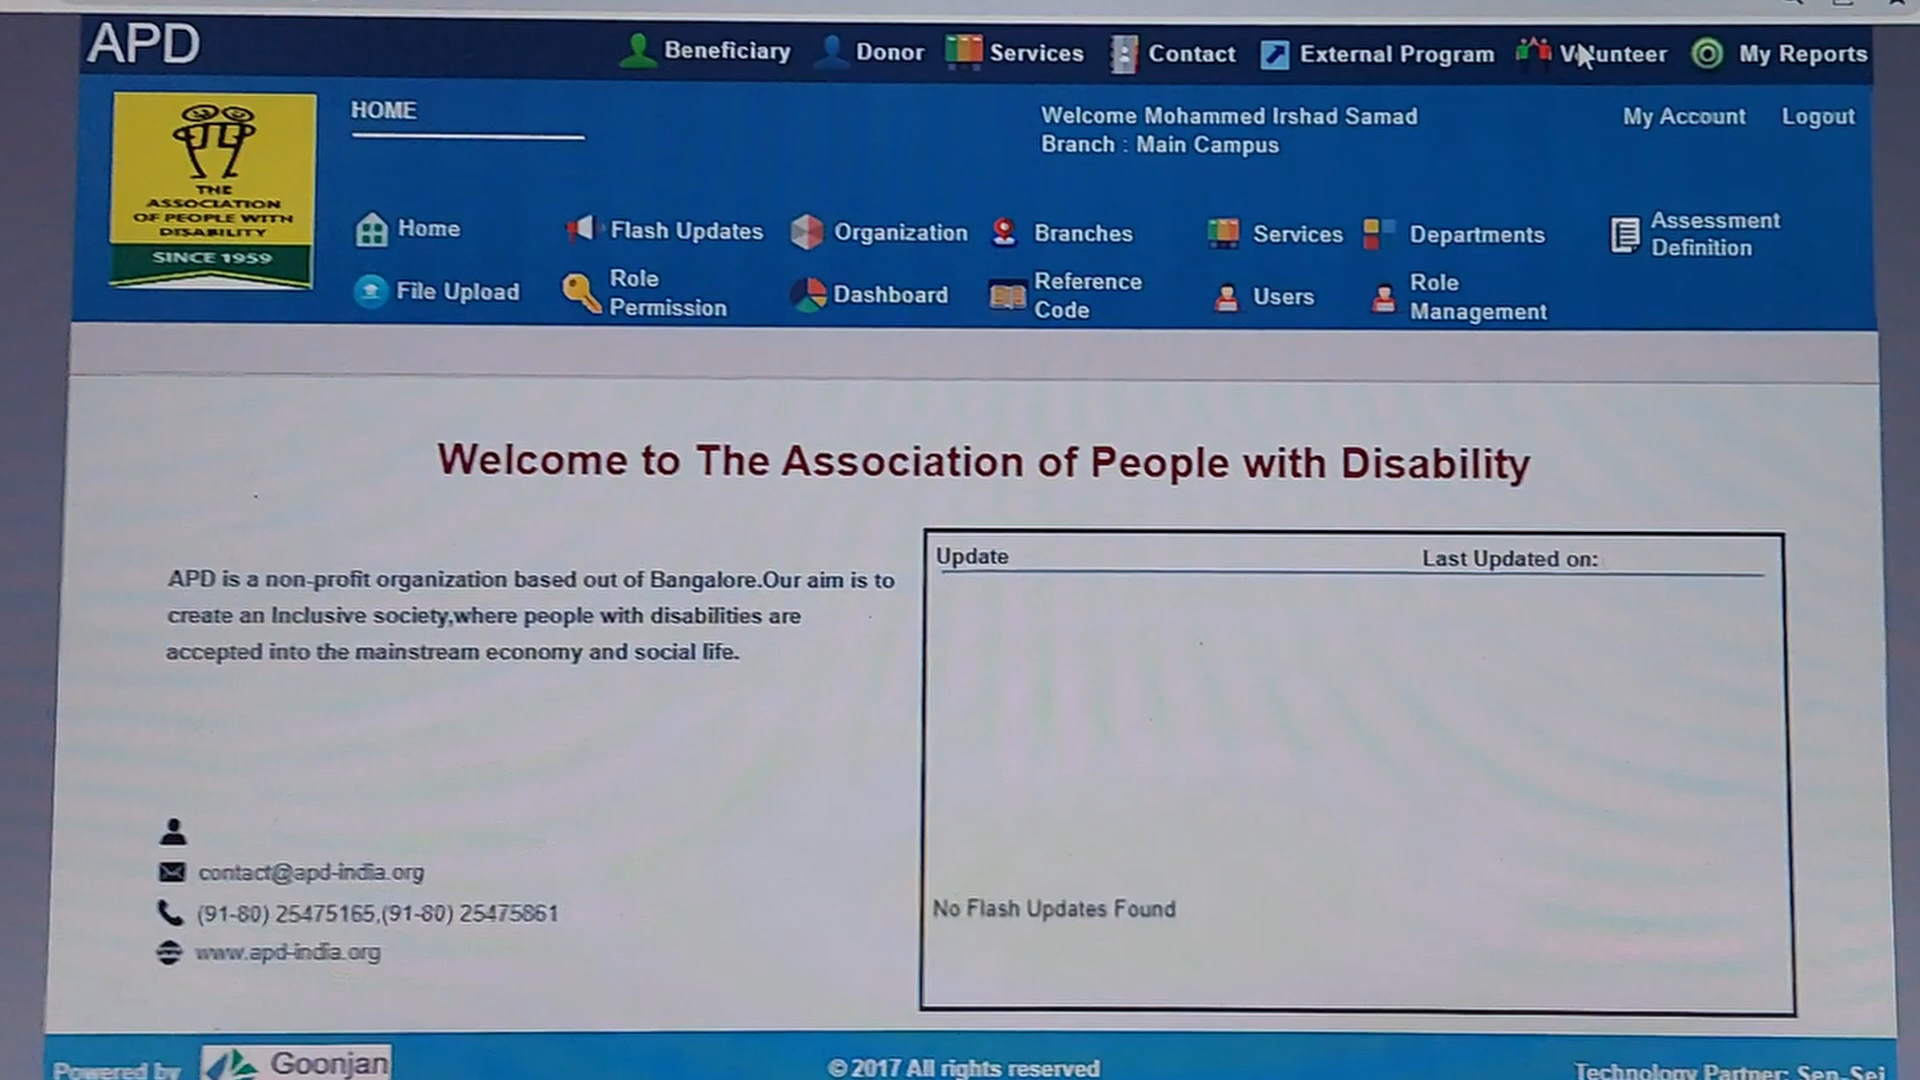 APD
Beneficiary Donor Services Contact External Program Volunteer My Reports
THE
ASSOCIATION
OF PEOPLE WITH
DISABILITY
SINCE 1959
HOME
Welcome Mohammed Irshad Samad
Branch : Main Campus
My Account Logout
Home Flash Updates Organization Branches Services Departments Assessment Definition
File Upload Role Permission Dashboard Reference Code Users Role Management
Welcome to The Association of People with Disability
APD is a non-profit organization based out of Bangalore.Our aim is to
create an Inclusive society,where people with disabilities are
accepted into the mainstream economy and social life.
Update Last Updated on:
No Flash Updates Found
contact@apd-india.org
(91-80) 25475165,(91-80) 25475861
www.apd-india.org
Powered by Goonjan
©2017 All rights reserved
Technology Partner: Sen-Sei